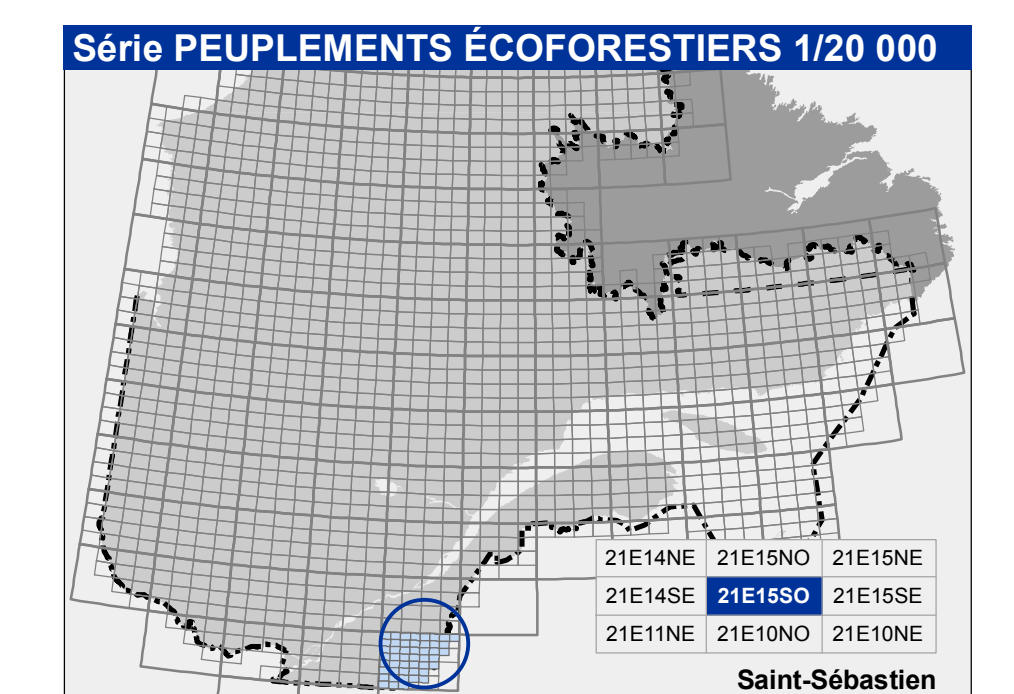 Série PEUPLEMENTS ÉCOFORESTIERS 1/20 000
21E14NE 21E15NO 21E15NE
21E14SE 21E15SO 21E15SE
21E11NE 21E10NO 21E10NE
Saint-Sébastien